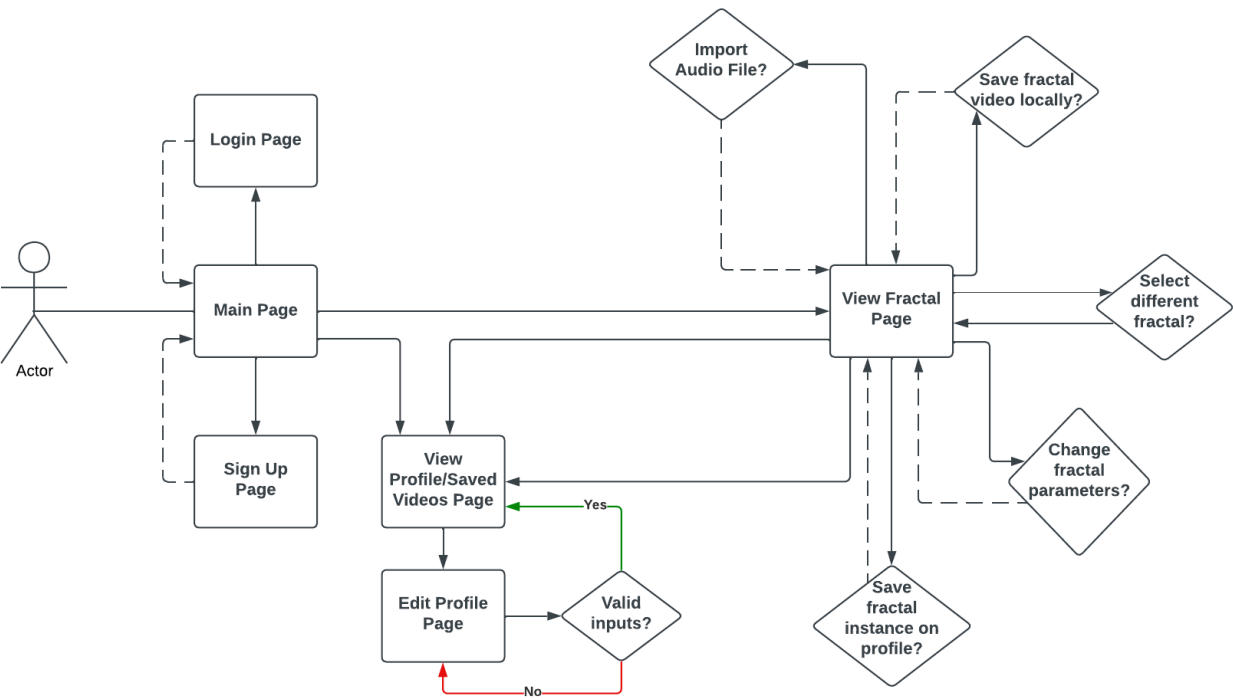 Import
Audio File?
Save fractal
video locally?
Login Page
Main Page
View Fractal
Page
Select
different
fractal?
Actor
Sign Up
Page
View
Profile/Saved
Videos Page
Change
fractal
parameters?
Yes
Edit Profile
Page
Valid
inputs?
Save
fractal
instance on
profile?
No